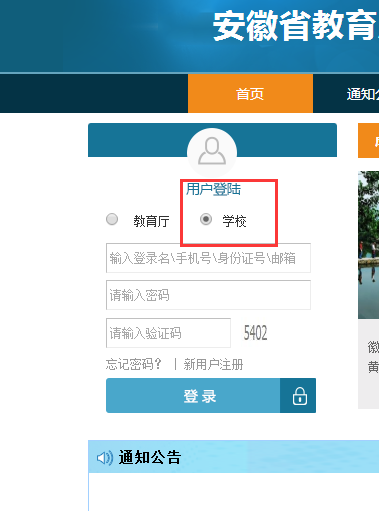 安徽省教育
首页 通知
用户登陆
教育厅 学校
输入登录名\手机号\身份证号\邮箱
请输入密码
请输入验证码 5402
忘记密码? | 新用户注册
登 录
徽
黄
通知公告